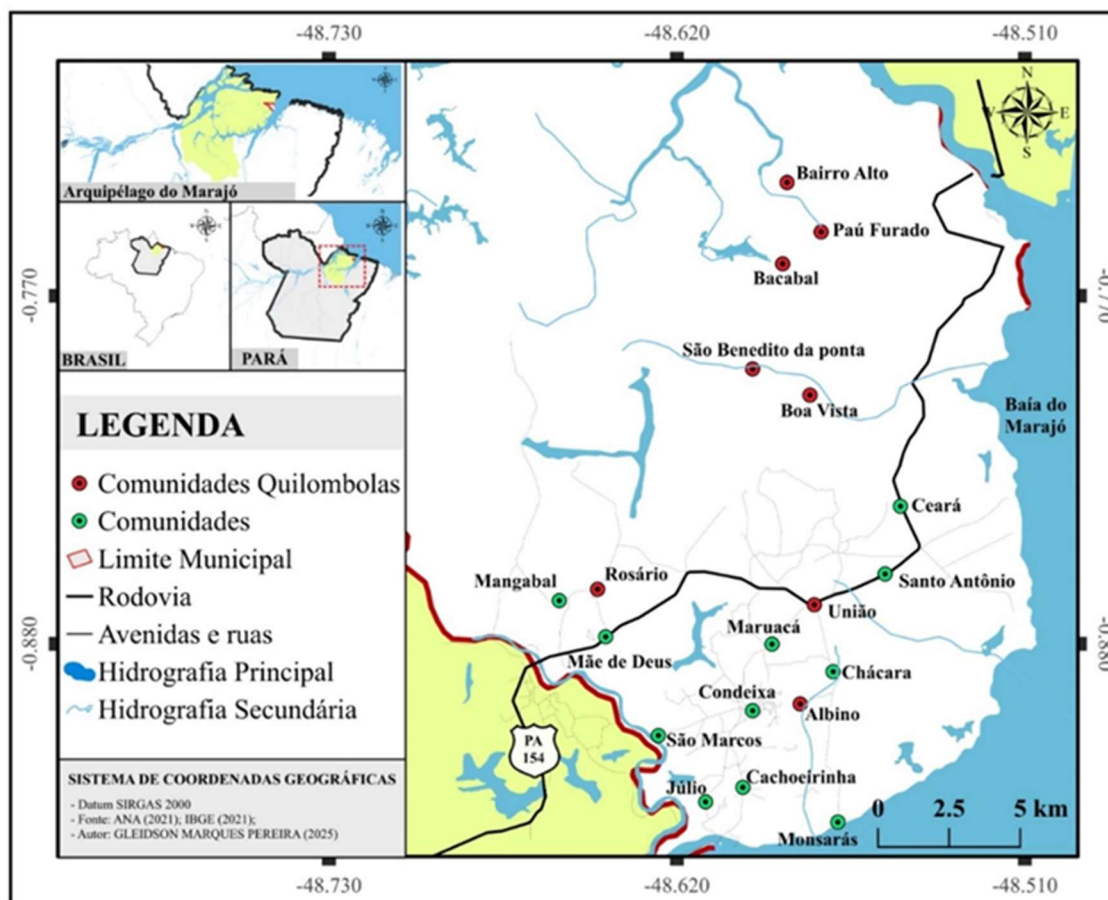 -48.730
-48.620
-48.510
Arquipélago do Marajó
BRASIL
PARÁ
LEGENDA
Comunidades Quilombolas
Comunidades
Limite Municipal
Rodovia
Avenidas e ruas
Hidrografia Principal
Hidrografia Secundária
SISTEMA DE COORDENADAS GEOGRÁFICAS
- Datum SIRGAS 2000
- Fonte: ANA (2021); IBGE (2021);
- Autor: GLEIDSON MARQUES PEREIRA (2025)
-0.770
-0.880
N
W
E
S
Bairro Alto
Paú Furado
Bacabal
São Benedito da ponta
Boa Vista
Baía do
Marajó
Ceará
Santo Antônio
Rosário
Mangabal
União
Maruacá
Mãe de Deus
Chácara
Condeixa
Albino
São Marcos
PA
154
Cachoeirinha
Júlio
Monsarás
0 2.5 5 km
-0.770
-0.880
-48.730
-48.620
-48.510